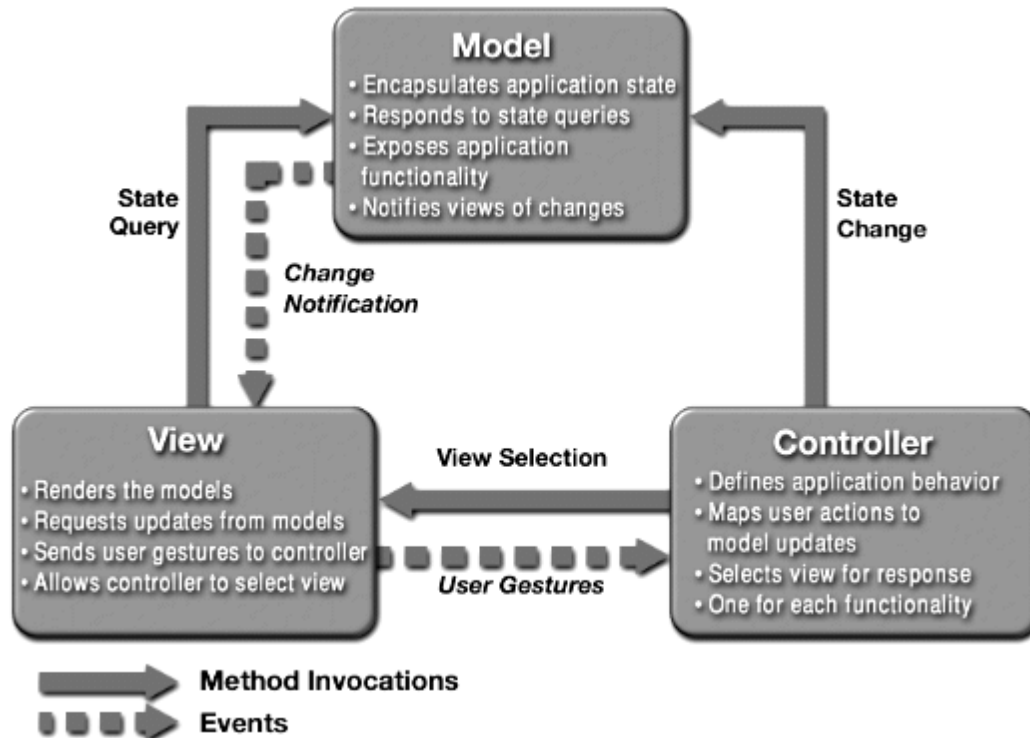 Model
• Encapsulates application state
• Responds to state queries
• Exposes application
functionality
• Notifies views of changes
State
Query
State
Change
Change
Notification
View
• Renders the models
• Requests updates from models
• Sends user gestures to controller
• Allows controller to select view
View Selection
User Gestures
Controller
• Defines application behavior
• Maps user actions to
model updates
• Selects view for response
• One for each functionality
Method Invocations
Events